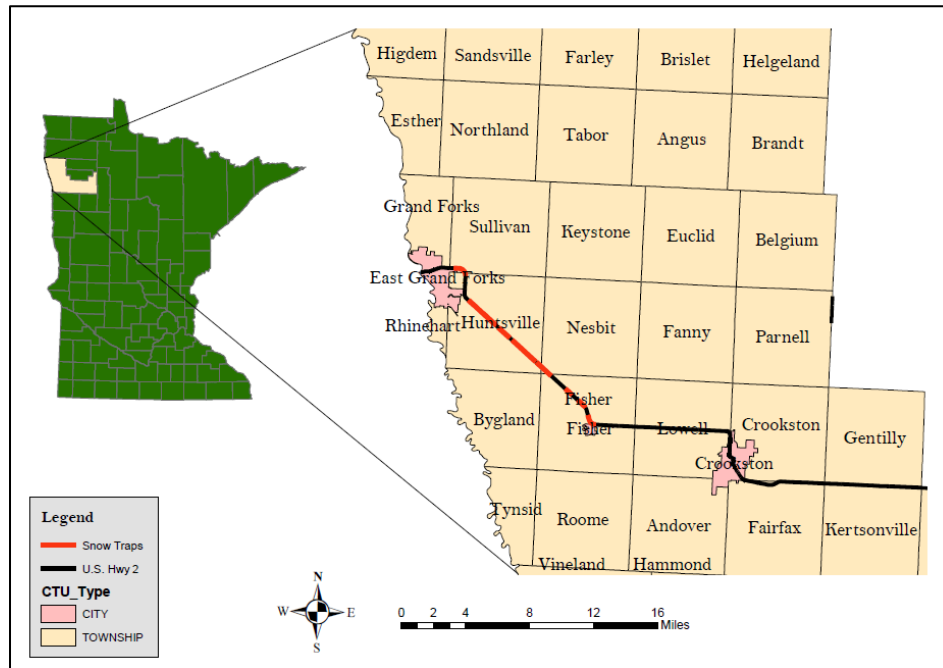 Higdem Sandsville Farley Brislet Helgeland
Esther Northland Tabor Angus Brandt
Grand Forks Sullivan Keystone Euclid Belgium
East Grand Forks
Rhinehart Huntsville Nesbit Fanny Parnell
Fisher
Bygland Fisher Lowell Crookston Gentilly
Crookston
Tynsid Roome Andover Fairfax Kertsonville
Vineland Hammond
Legend
Snow Traps
U.S. Hwy 2
CTU_Type
CITY
TOWNSHIP
N
W E
S
0 2 4 8 12 16
Miles